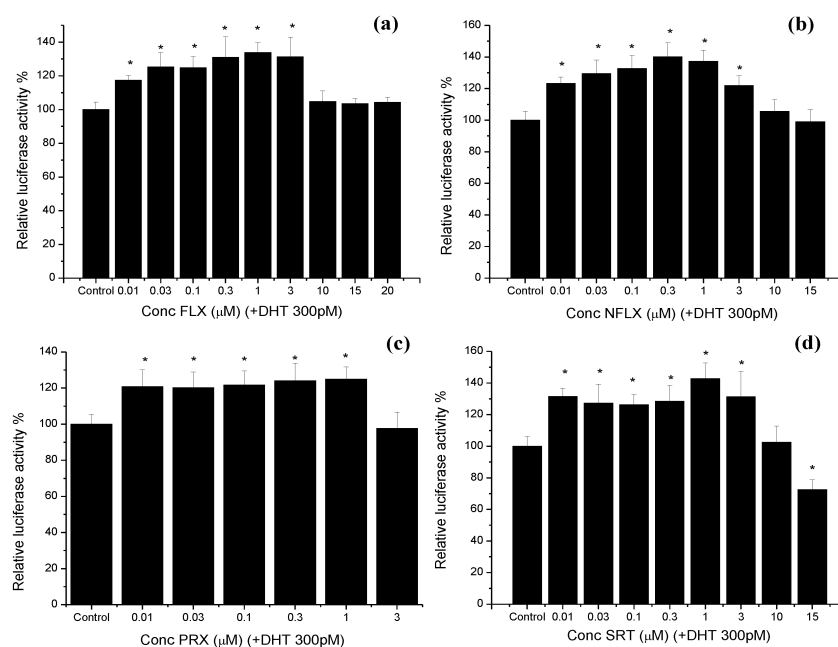 (a)
Relative luciferase activity %
140
120
100
80
60
40
20
0
* * * * * *
Control 0.01 0.03 0.1 0.3 1 3 10 15 20
Conc FLX (μM) (+DHT 300pM)
(b)
Relative luciferase activity %
160
140
120
100
80
60
40
20
0
* * * * * *
Control 0.01 0.03 0.1 0.3 1 3 10 15
Conc NFLX (μM) (+DHT 300pM)
(c)
Relative luciferase activity %
140
120
100
80
60
40
20
0
* * * * *
Control 0.01 0.03 0.1 0.3 1 3
Conc PRX (μM) (+DHT 300pM)
(d)
Relative luciferase activity %
160
140
120
100
80
60
40
20
0
* * * * * * *
Control 0.01 0.03 0.1 0.3 1 3 10 15
Conc SRT (μM) (+DHT 300pM)